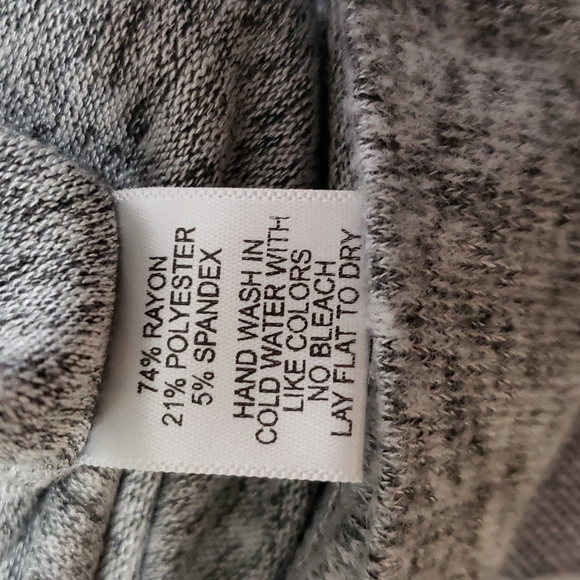 74% RAYON
21% POLYESTER
5% SPANDEX
HAND WASH IN
COLD WATER WITH
LIKE COLORS
NO BLEACH
LAY FLAT TO DRY